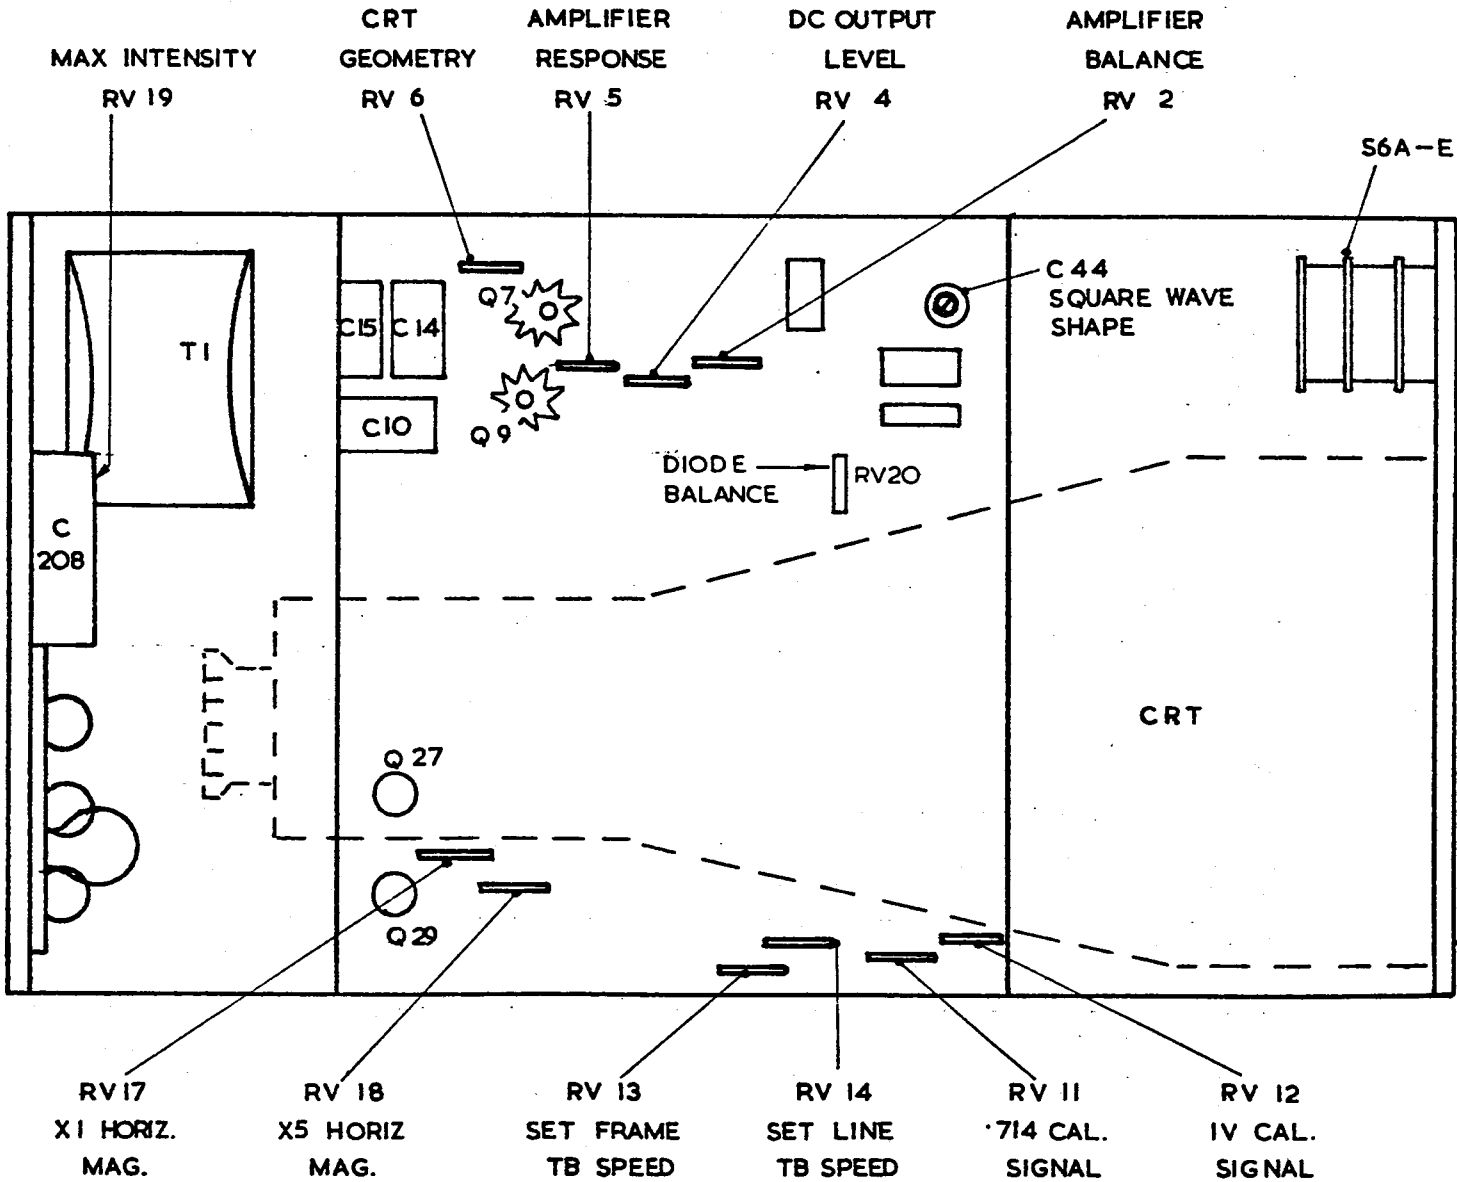 MAX INTENSITY
RV 19
CRT
GEOMETRY
RV 6
AMPLIFIER
RESPONSE
RV 5
DC OUTPUT
LEVEL
RV 4
AMPLIFIER
BALANCE
RV 2
S6A-E
T1
C15
C14
C10
Q7
Q9
C44
SQUARE WAVE
SHAPE
DIODE
BALANCE
RV20
C
208
CRT
Q27
Q29
RV17
X1 HORIZ.
MAG.
RV 18
X5 HORIZ
MAG.
RV 13
SET FRAME
TB SPEED
RV 14
SET LINE
TB SPEED
RV 11
·714 CAL.
SIGNAL
RV 12
1V CAL.
SIGNAL